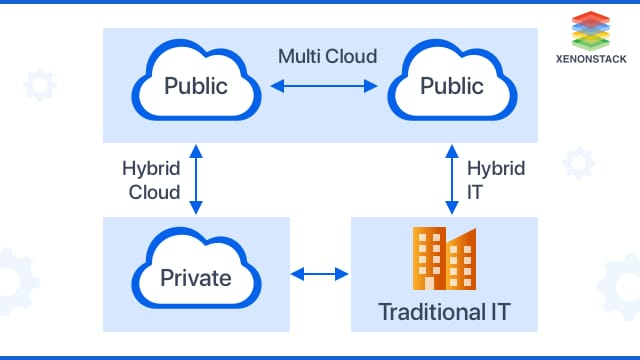 XENONSTACK
Multi Cloud
Public
Public
Hybrid
Cloud
Hybrid
IT
Private
Traditional IT